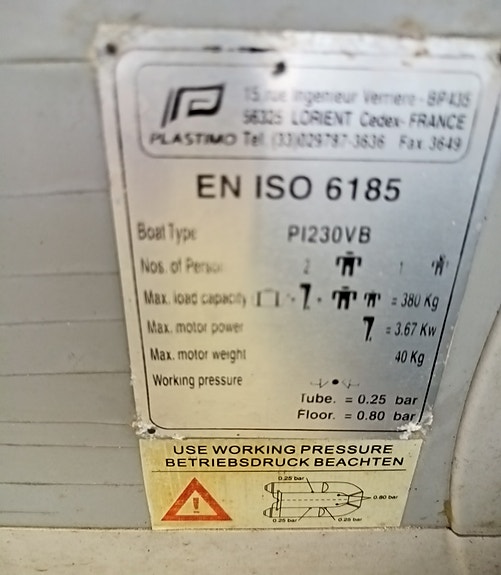 15, rue Ingenieur Verriere - BP435
56325 LORIENT Cedex- FRANCE
PLASTIMO Tel. (33)029787-3636 Fax 3649
EN ISO 6185
Boat Type PI230VB
Nos. of Person 2 1
Max. load capacity + + = 380 Kg
Max. motor power = 3.67 Kw
Max. motor weight 40 Kg
Working pressure
Tube. = 0.25 bar
Floor. = 0.80 bar
USE WORKING PRESSURE
BETRIEBSDRUCK BEACHTEN
0.25 bar
0.80 bar
0.25 bar 0.25 bar